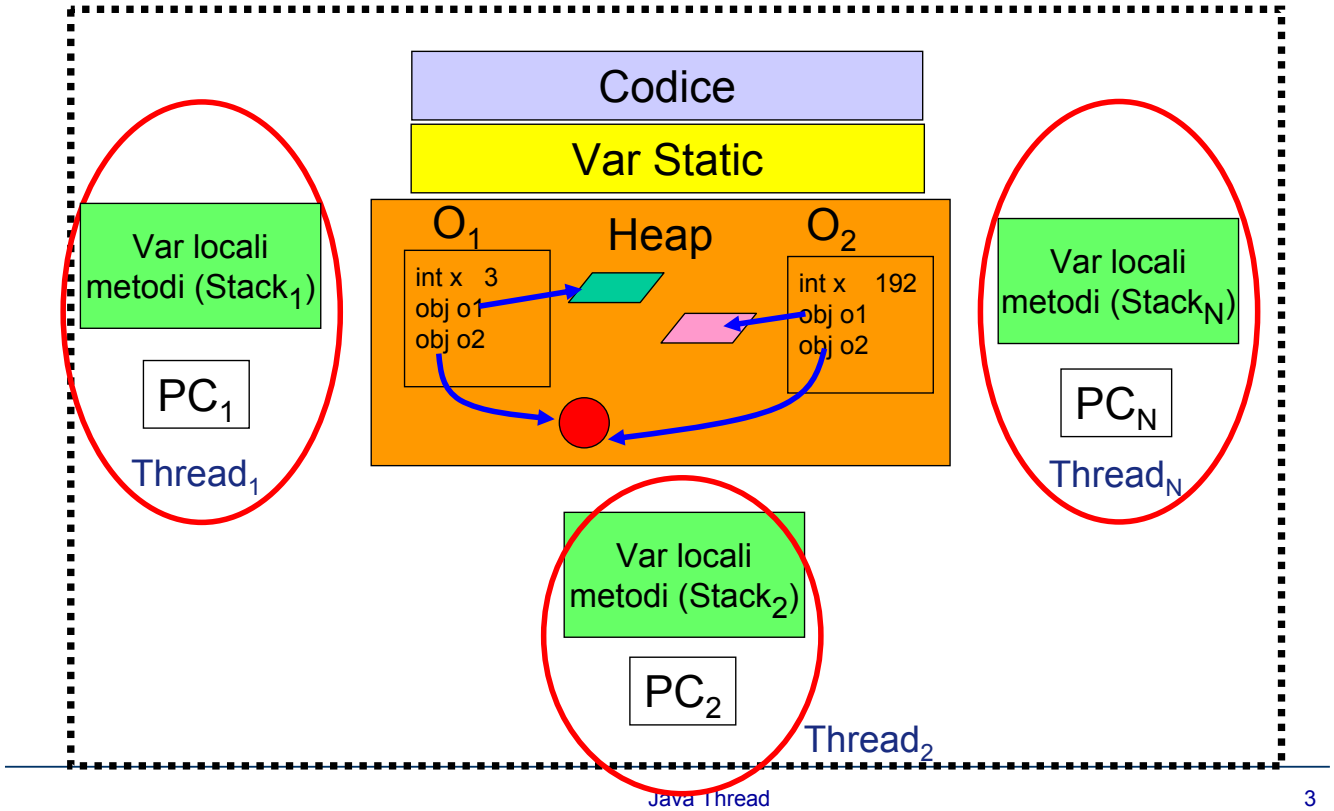 Codice
Var Static
Heap
O1
int x 3
obj o1
obj o2
O2
int x 192
obj o1
obj o2
Var locali
metodi (Stack1)
PC1
Thread1
Var locali
metodi (StackN)
PCN
ThreadN
Var locali
metodi (Stack2)
PC2
Thread2
Java Thread
3